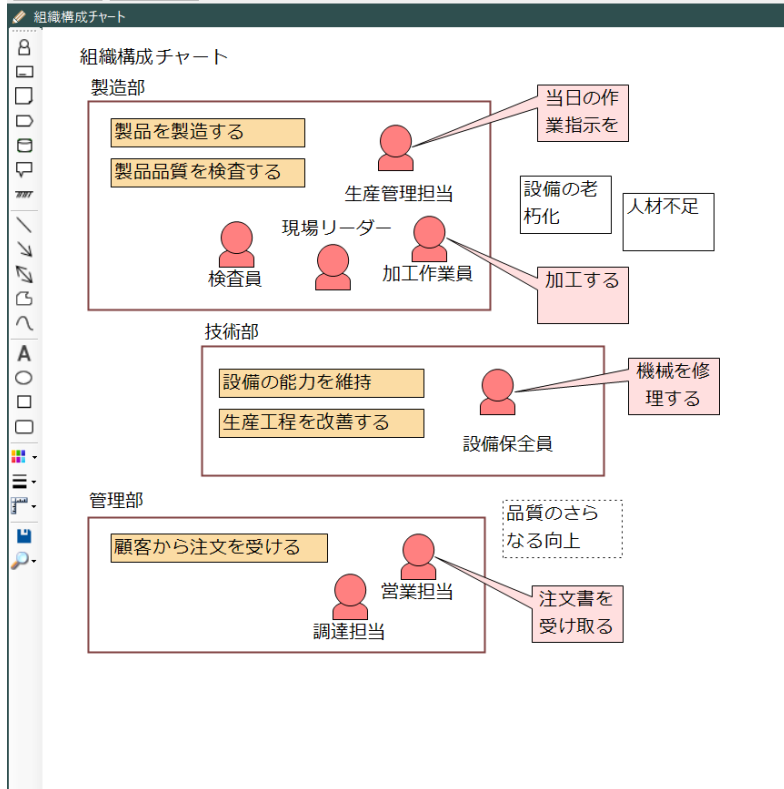 組織構成チャート
組織構成チャート
製造部
当日の作
業指示を
製品を製造する
製品品質を検査する
生産管理担当
設備の老
朽化
人材不足
現場リーダー
検査員
加工作業員
加工する
技術部
設備の能力を維持
生産工程を改善する
機械を修
理する
設備保全員
管理部
品質のさら
なる向上
顧客から注文を受ける
営業担当
調達担当
注文書を
受け取る
A